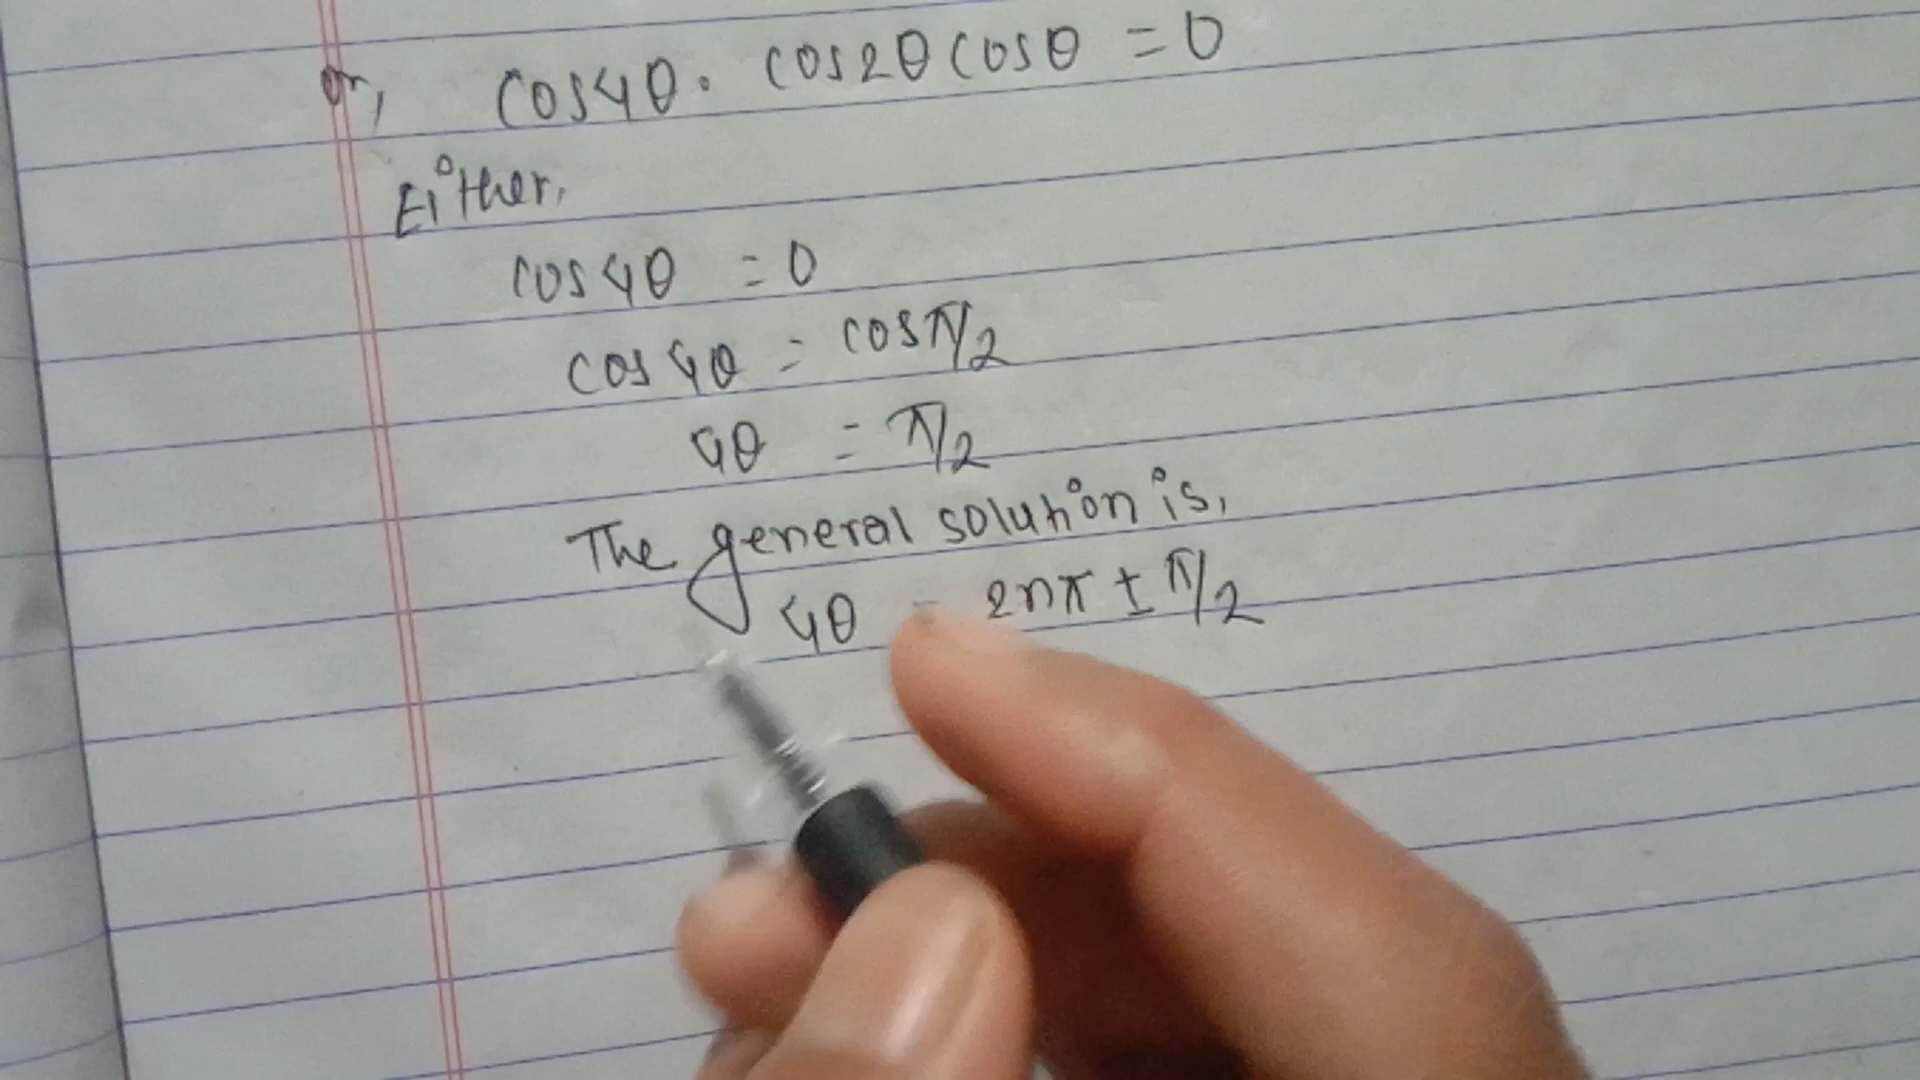 or, cos4θ. cos2θ cosθ = 0
Either,
cos4θ = 0
cos4θ = cosπ/2
4θ = π/2
The general solution is,
4θ = 2nπ ± π/2